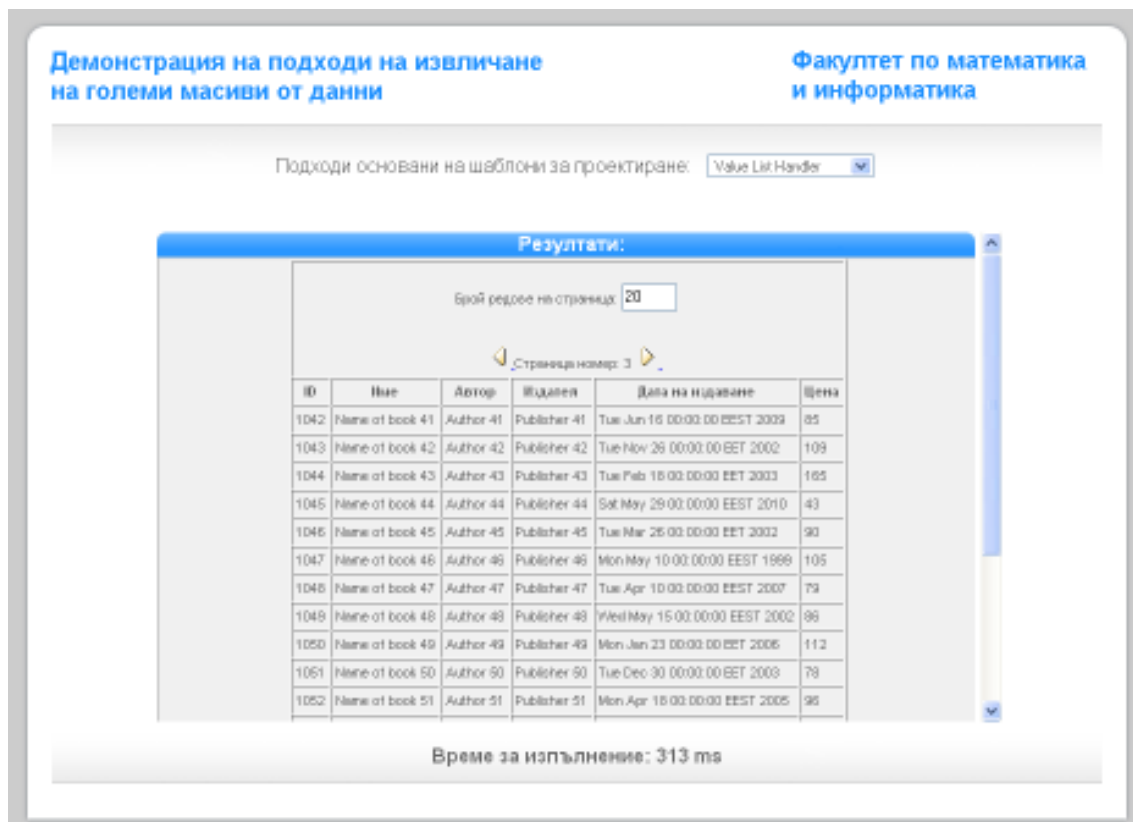 Демонстрация на подходи на извличане
на големи масиви от данни
Факултет по математика
и информатика
Подходи основани на шаблони за проектиране: Value List Handler
Резултати:
Брой редове на страница: 20
Страница номер: 3
ID Име Автор Издател Дата на издаване Цена
1042 Name of book 41 Author 41 Publisher 41 Tue Jun 16 00:00:00 EEST 2009 85
1043 Name of book 42 Author 42 Publisher 42 Tue Nov 26 00:00:00 EET 2002 109
1044 Name of book 43 Author 43 Publisher 43 Tue Feb 18 00:00:00 EET 2003 165
1045 Name of book 44 Author 44 Publisher 44 Sat May 29 00:00:00 EEST 2010 43
1046 Name of book 45 Author 45 Publisher 45 Tue Mar 26 00:00:00 EET 2002 90
1047 Name of book 46 Author 46 Publisher 46 Mon May 10 00:00:00 EEST 1999 105
1048 Name of book 47 Author 47 Publisher 47 Tue Apr 10 00:00:00 EEST 2007 79
1049 Name of book 48 Author 48 Publisher 48 Wed May 15 00:00:00 EEST 2002 86
1050 Name of book 49 Author 49 Publisher 49 Mon Jan 23 00:00:00 EET 2006 112
1051 Name of book 50 Author 50 Publisher 50 Tue Dec 30 00:00:00 EET 2003 78
1052 Name of book 51 Author 51 Publisher 51 Mon Apr 18 00:00:00 EEST 2005 96
Време за изпълнение: 313 ms